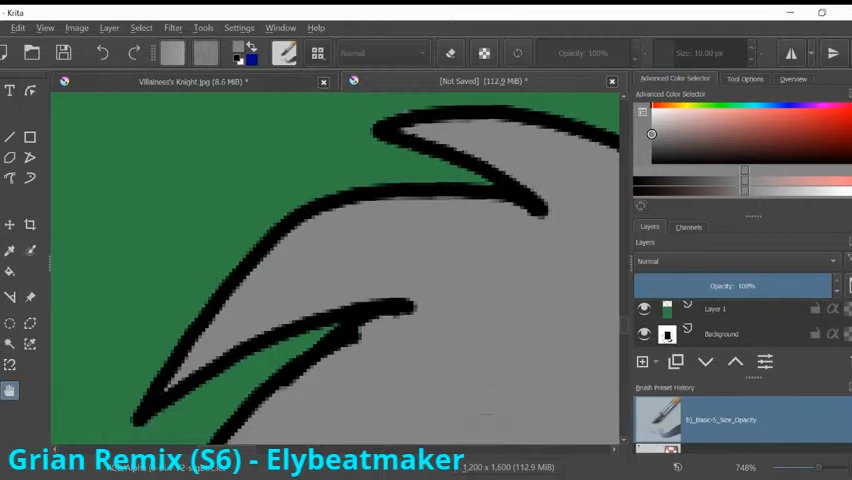 Krita
Edit View Image Layer Select Filter Tools Settings Window Help
Normal Opacity: 100% Size: 10.00 px
Villainess's Knight.jpg (8.6 MiB) * [Not Saved] (112.9 MiB) *
Advanced Color Selector Tool Options Overview
Advanced Color Selector
Layers Channels
Layers
Normal
Opacity: 100%
Layer 1
Background
Brush Preset History
b)_Basic-5_Size_Opacity
Grian Remix (S6) - Elybeatmaker
1,200 x 1,600 (112.9 MiB) 748%